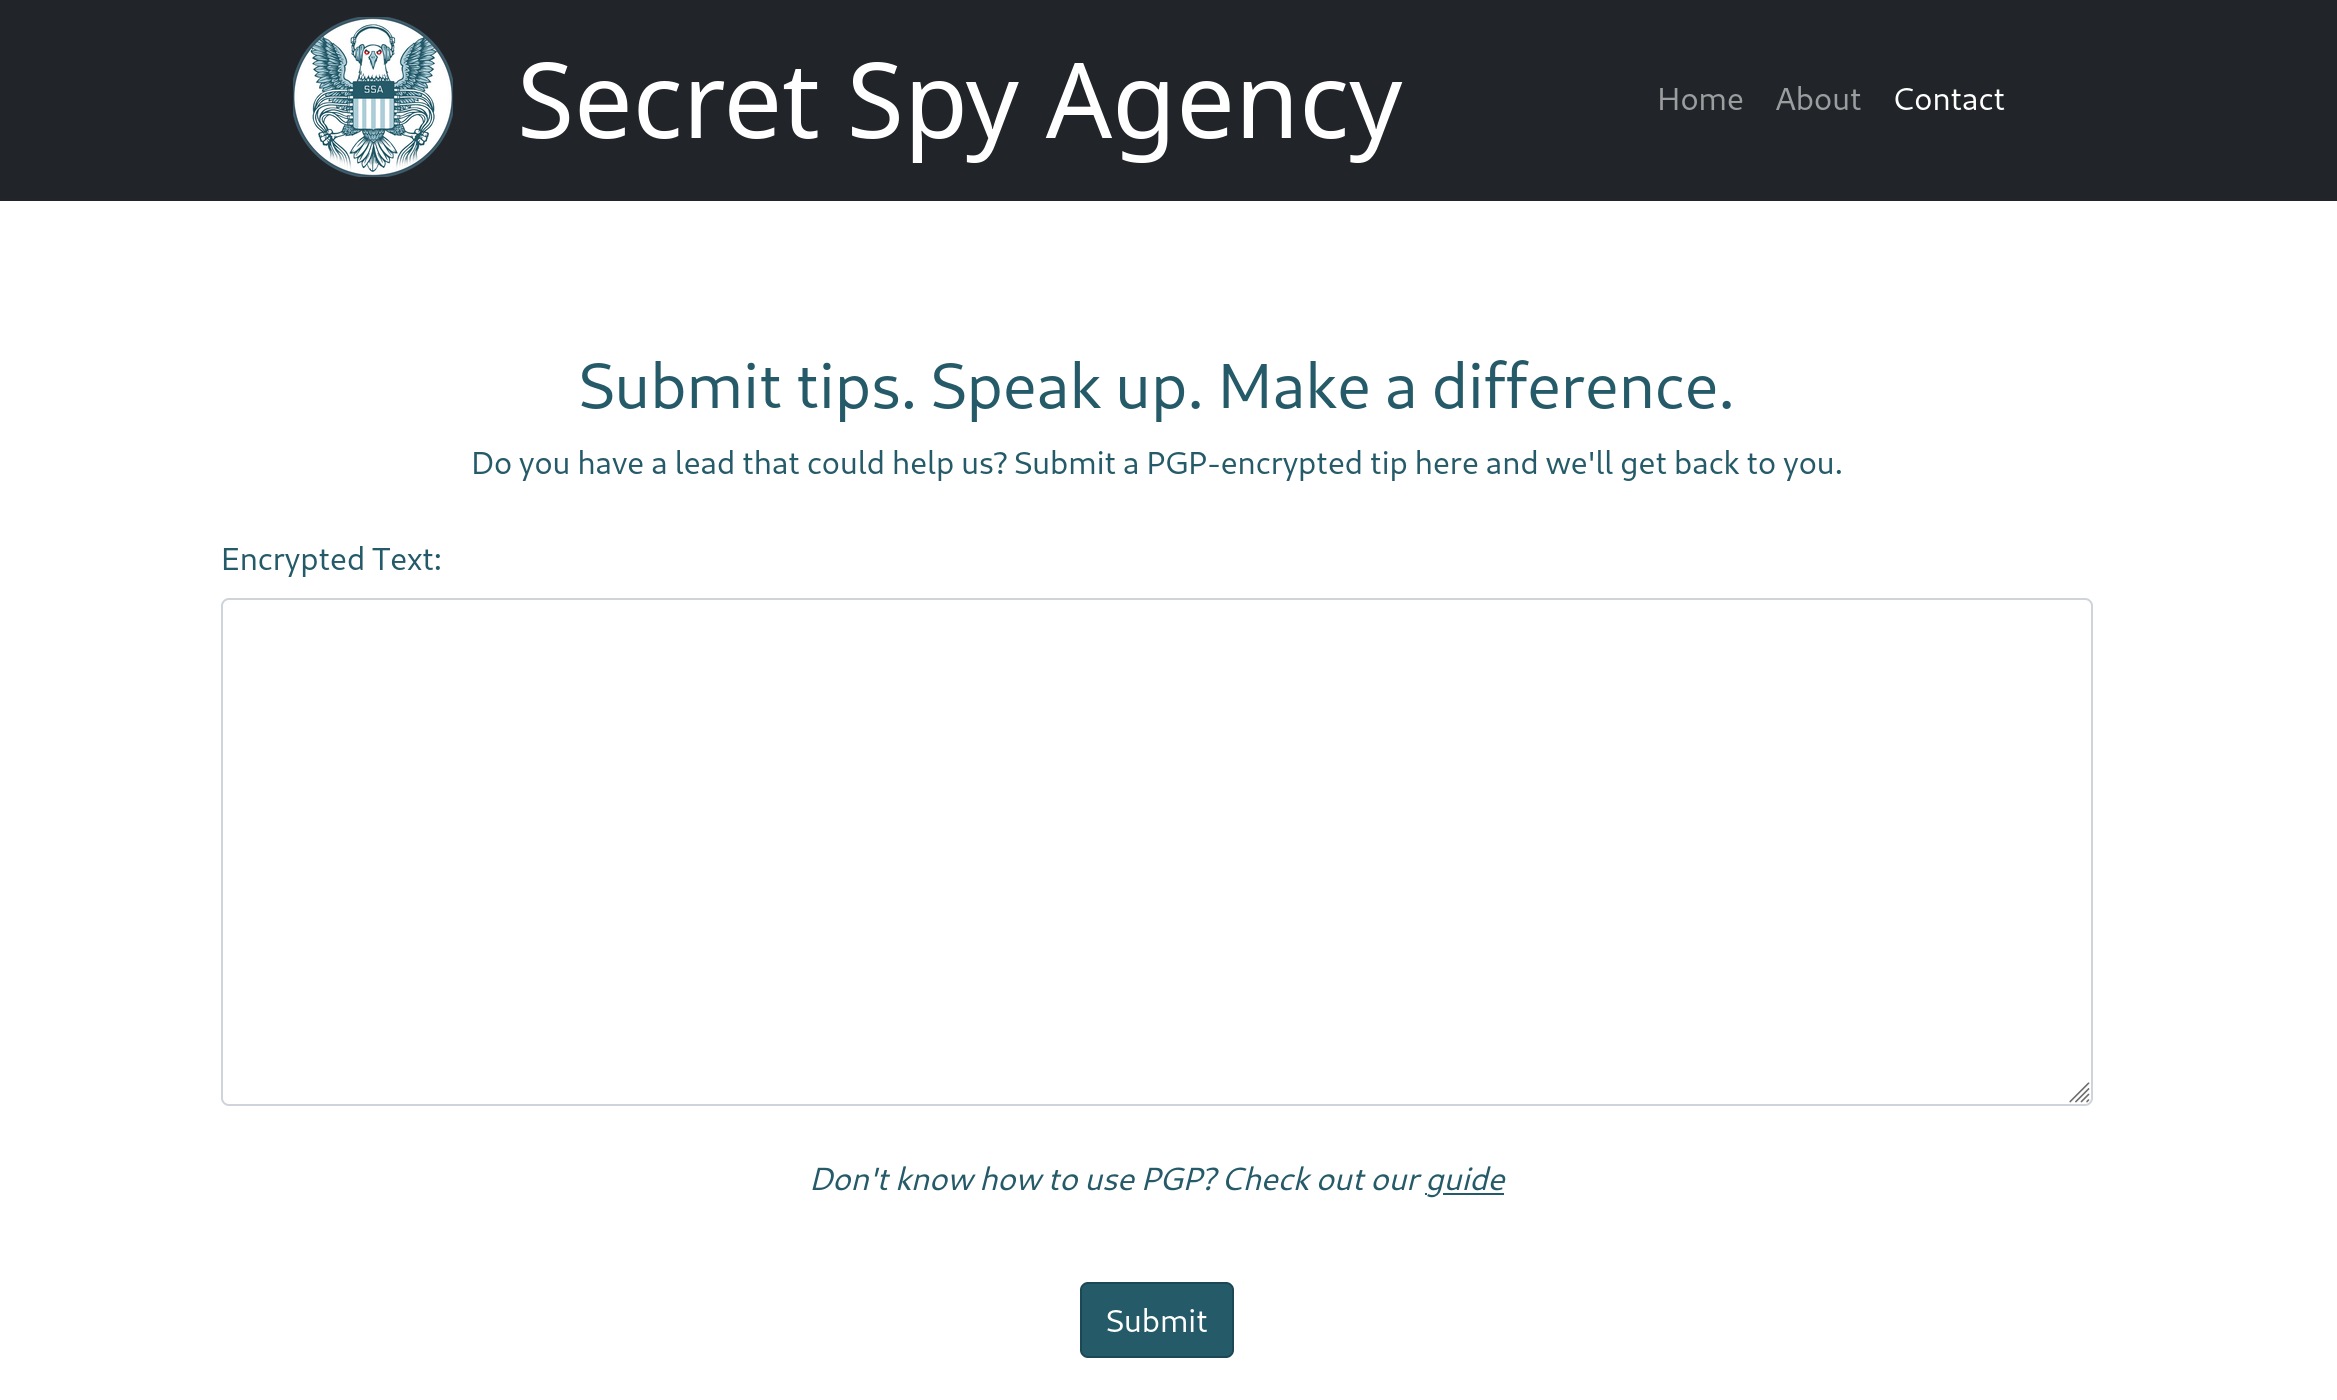 SSA
Secret Spy Agency
Home About Contact
Submit tips. Speak up. Make a difference.
Do you have a lead that could help us? Submit a PGP-encrypted tip here and we'll get back to you.
Encrypted Text:
Don't know how to use PGP? Check out our guide
Submit